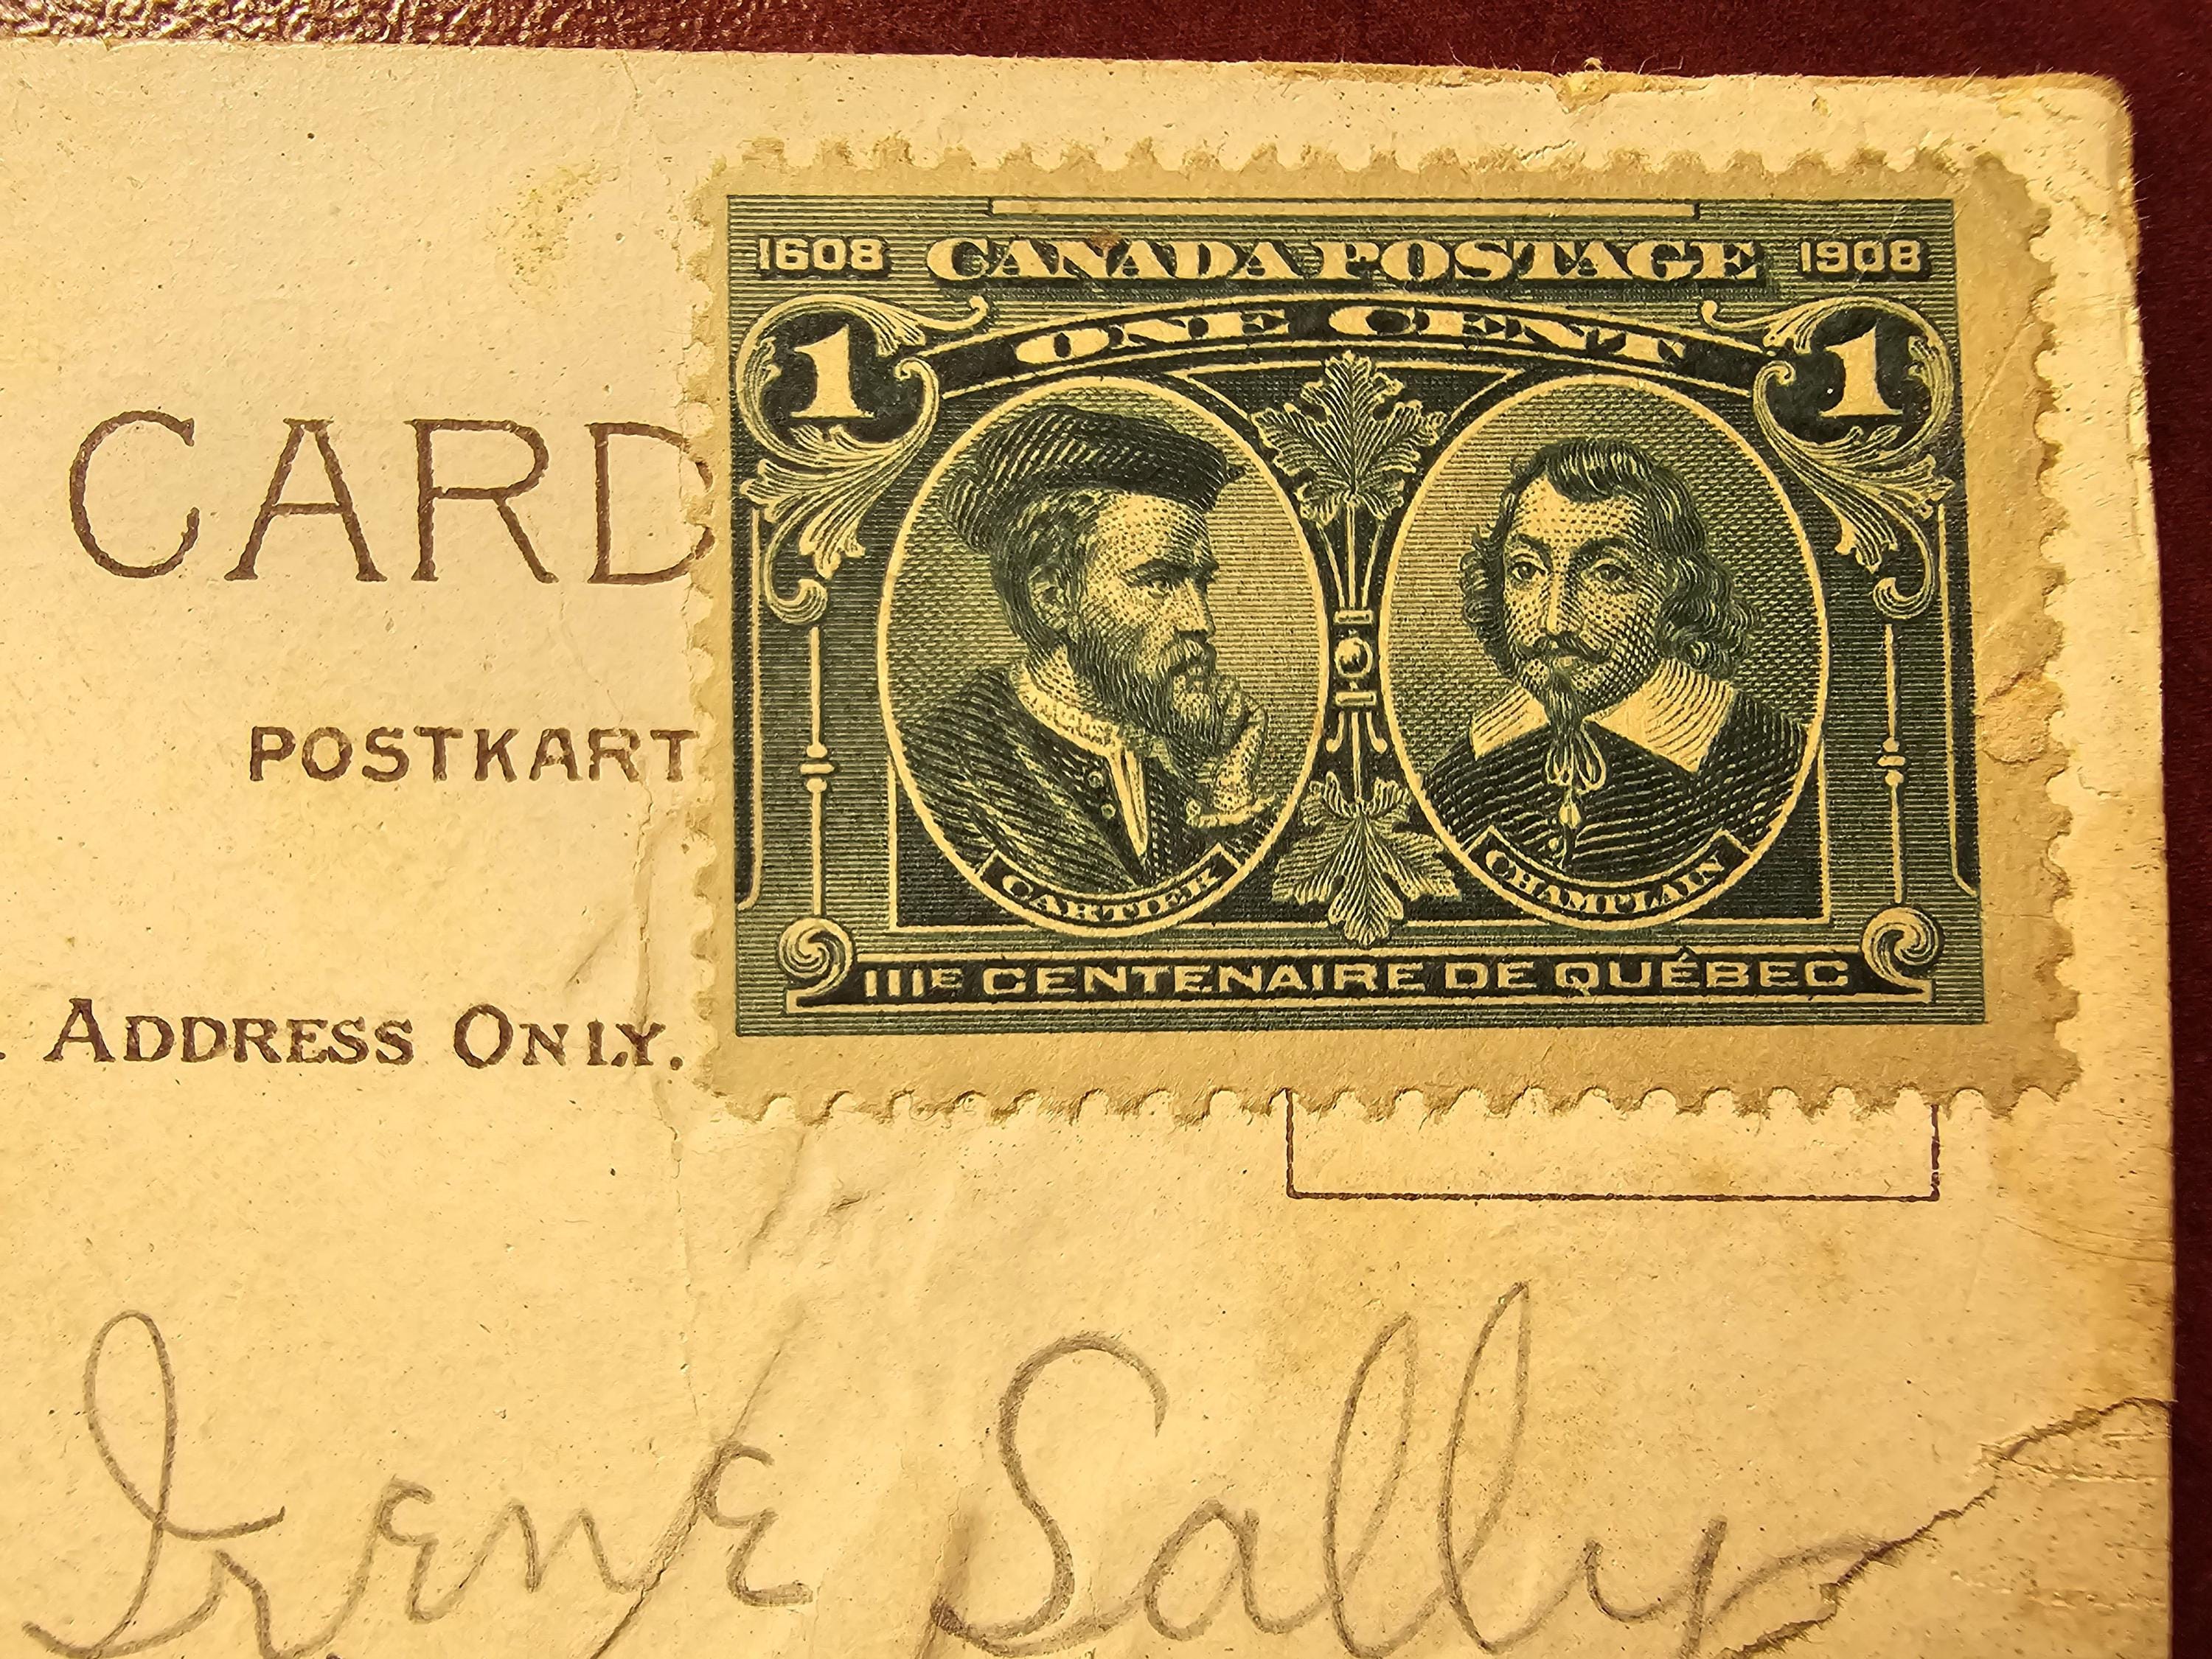 1608 CANADA POSTAGE 1908
1 ONE CENT 1
CARD
POSTKART
CARTIER CHAMPLAIN
IIIE CENTENAIRE DE QUÉBEC
. ADDRESS ONLY.
Irene Sally